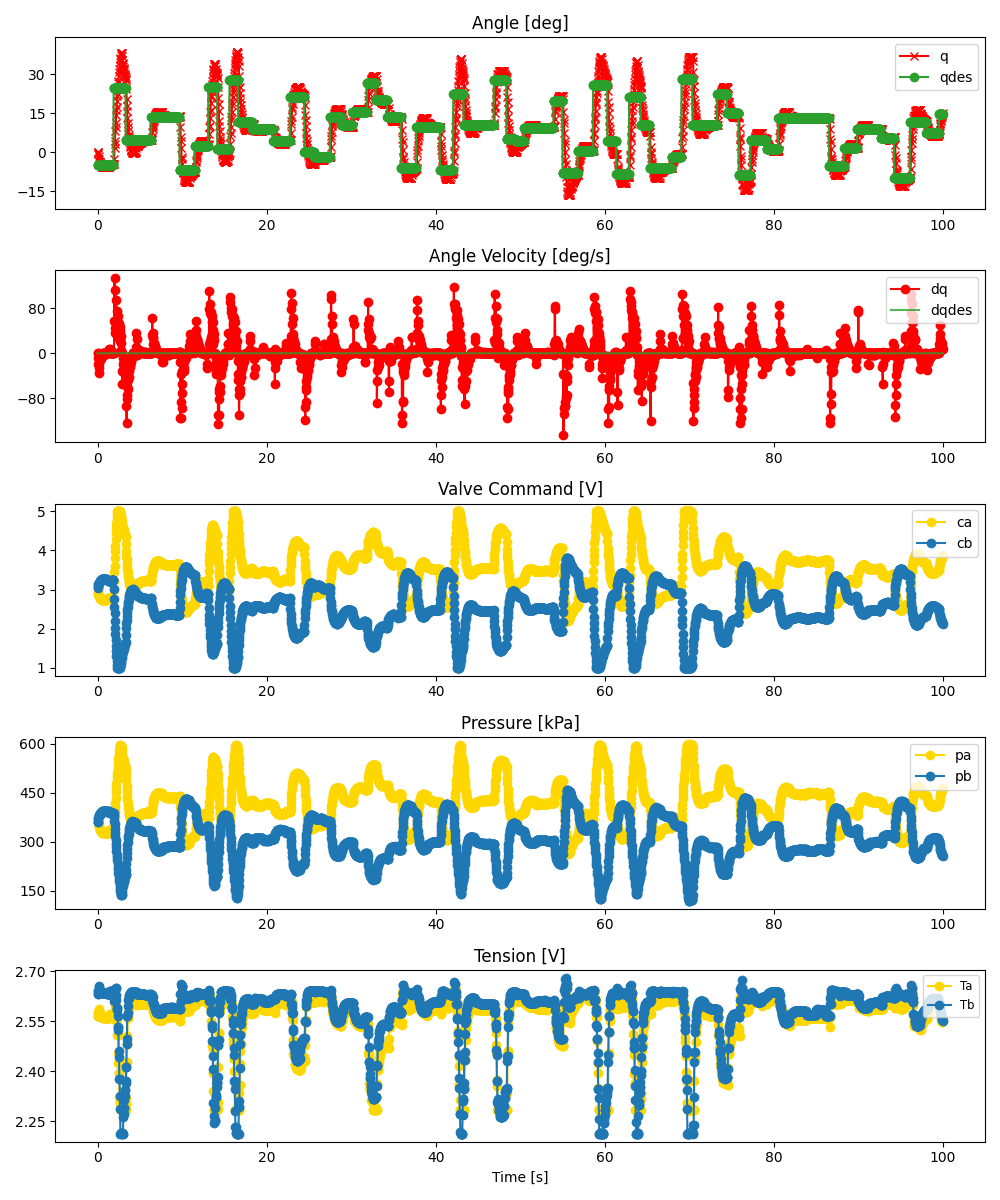 Angle [deg]
30
15
0
−15
q
qdes
0 20 40 60 80 100
Angle Velocity [deg/s]
80
0
−80
dq
dqdes
0 20 40 60 80 100
Valve Command [V]
5
4
3
2
1
ca
cb
0 20 40 60 80 100
Pressure [kPa]
600
450
300
150
pa
pb
0 20 40 60 80 100
Tension [V]
2.70
2.55
2.40
2.25
Ta
Tb
0 20 40 60 80 100
Time [s]